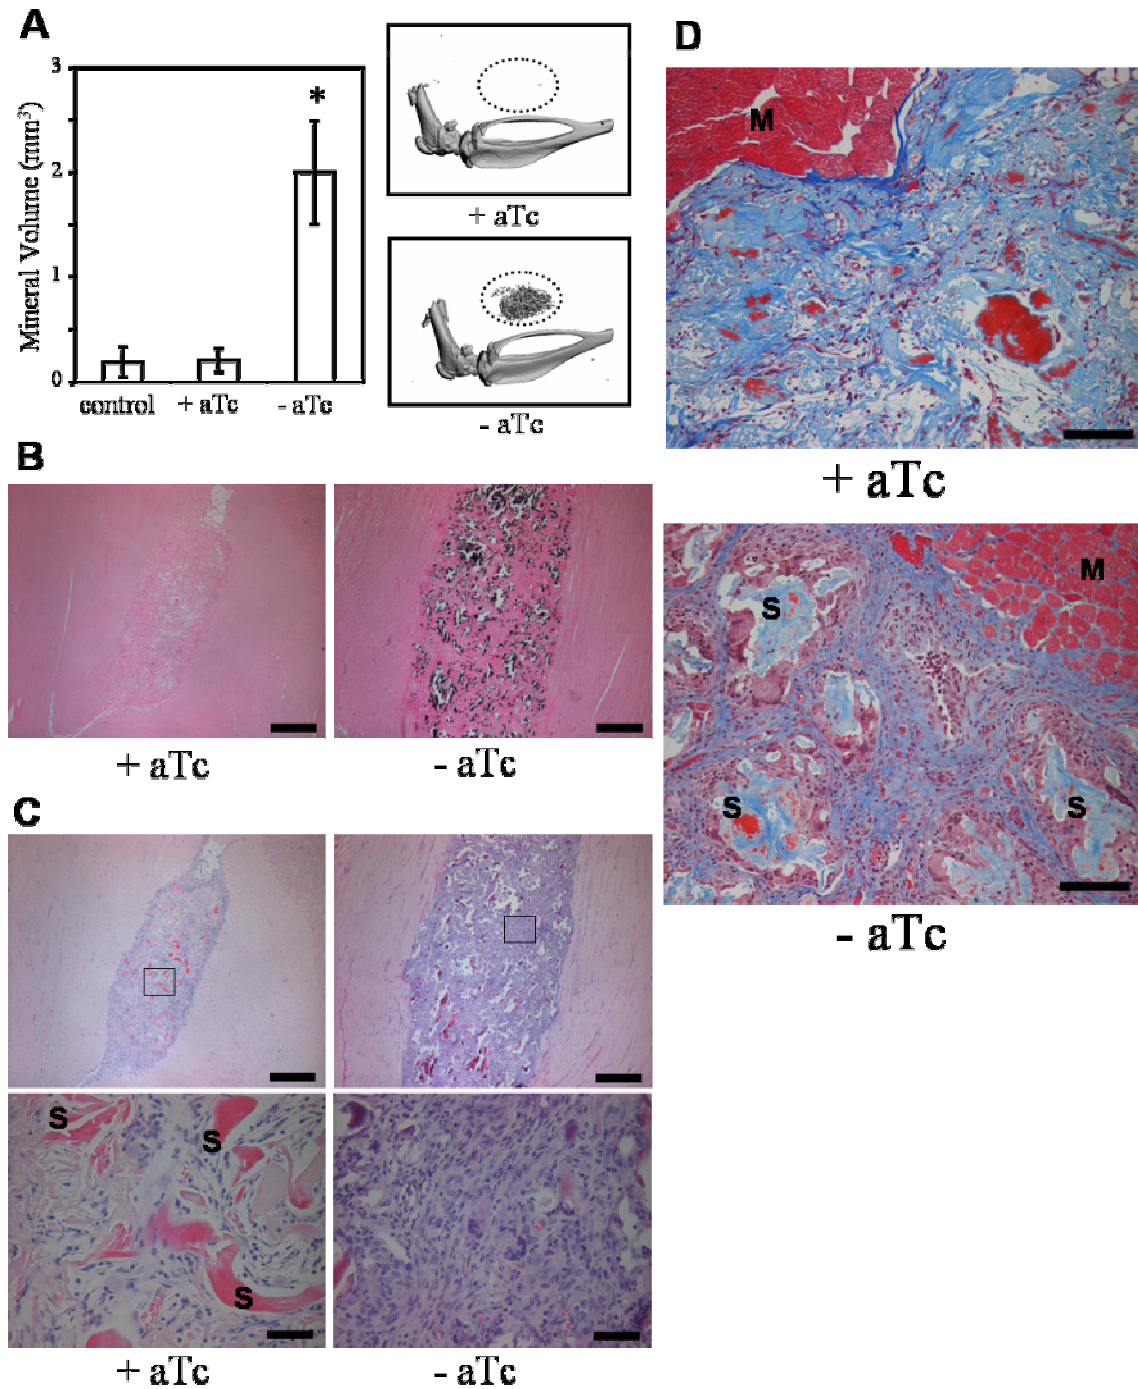 A
Mineral Volume (mm³)
3
2
1
0
*
control
+ aTc
- aTc
+ aTc
- aTc
B
+ aTc
- aTc
C
S
S
S
+ aTc
- aTc
D
M
+ aTc
S
M
S
S
- aTc